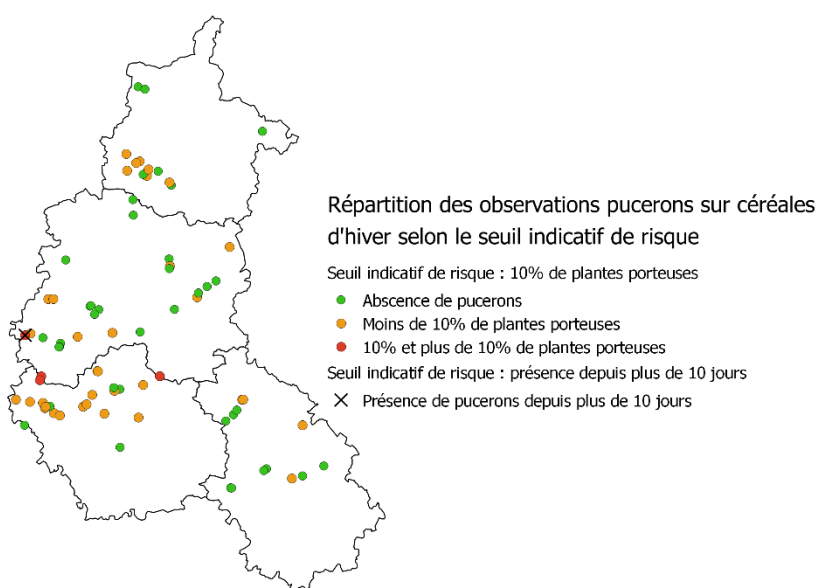 Répartition des observations pucerons sur céréales
d'hiver selon le seuil indicatif de risque
Seuil indicatif de risque : 10% de plantes porteuses
Absence de pucerons
Moins de 10% de plantes porteuses
10% et plus de 10% de plantes porteuses
Seuil indicatif de risque : présence depuis plus de 10 jours
Présence de pucerons depuis plus de 10 jours